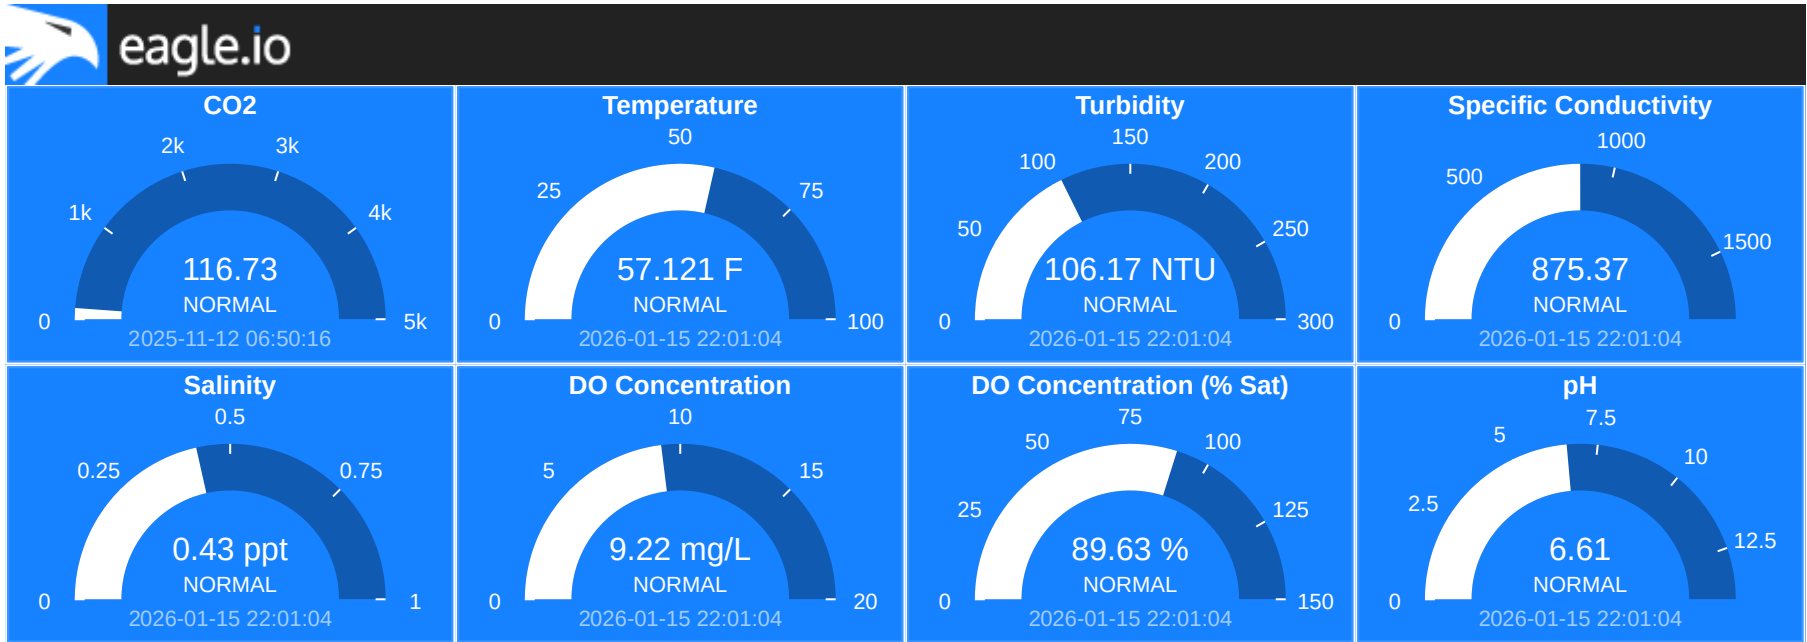 eagle.io
CO2
0
1k
2k
3k
4k
5k
116.73
NORMAL
2025-11-12 06:50:16
Temperature
0
25
50
75
100
57.121 F
NORMAL
2026-01-15 22:01:04
Turbidity
0
50
100
150
200
250
300
106.17 NTU
NORMAL
2026-01-15 22:01:04
Specific Conductivity
0
500
1000
1500
875.37
NORMAL
2026-01-15 22:01:04
Salinity
0
0.25
0.5
0.75
1
0.43 ppt
NORMAL
2026-01-15 22:01:04
DO Concentration
0
5
10
15
20
9.22 mg/L
NORMAL
2026-01-15 22:01:04
DO Concentration (% Sat)
0
25
50
75
100
125
150
89.63 %
NORMAL
2026-01-15 22:01:04
pH
0
2.5
5
7.5
10
12.5
6.61
NORMAL
2026-01-15 22:01:04